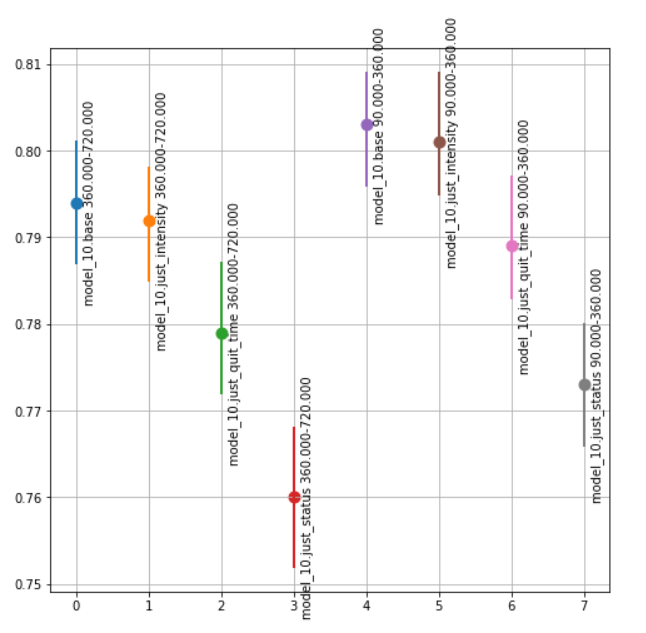 0.81
0.80
0.79
0.78
0.77
0.76
0.75
model_10.base 360.000-720.000
model_10.just_intensity 360.000-720.000
model_10.just_quit_time 360.000-720.000
model_10.just_status 360.000-720.000
model_10.base 90.000-360.000
model_10.just_intensity 90.000-360.000
model_10.just_quit_time 90.000-360.000
model_10.just_status 90.000-360.000
0 1 2 3 4 5 6 7